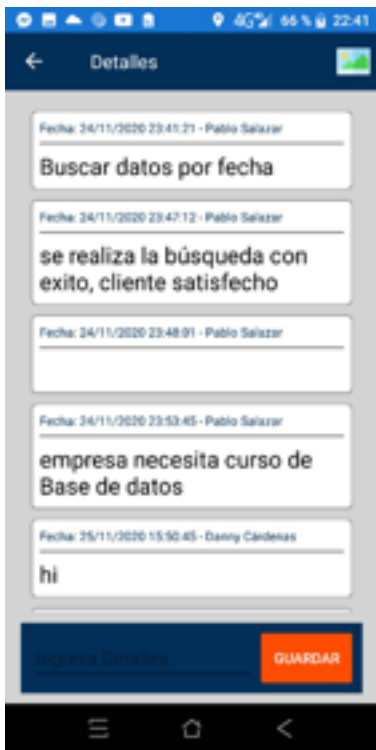 4G 66 % 22:41
Detalles
Fecha: 24/11/2020 23:41:21 - Pablo Salazar
Buscar datos por fecha
Fecha: 24/11/2020 23:47:12 - Pablo Salazar
se realiza la búsqueda con
exito, cliente satisfecho
Fecha: 24/11/2020 23:48:01 - Pablo Salazar
Fecha: 24/11/2020 23:53:45 - Pablo Salazar
empresa necesita curso de
Base de datos
Fecha: 25/11/2020 15:50:45 - Danny Cárdenas
hi
Ingresa Detalles
GUARDAR